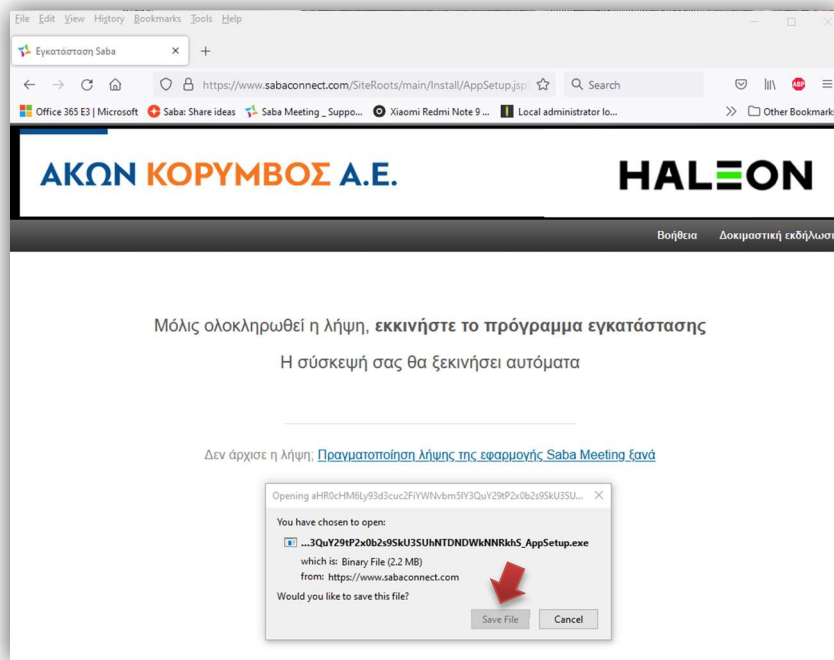 File Edit View History Bookmarks Tools Help
Εγκατάσταση Saba
https://www.sabaconnect.com/SiteRoots/main/Install/AppSetup.jsp
Search
ABP
Office 365 E3 | Microsoft Saba: Share ideas Saba Meeting _ Suppo... Xiaomi Redmi Note 9 ... Local administrator lo... Other Bookmarks
ΑΚΩΝ ΚΟΡΥΜΒΟΣ Α.Ε. HALEON
Βοήθεια Δοκιμαστική εκδήλωση
Μόλις ολοκληρωθεί η λήψη, εκκινήστε το πρόγραμμα εγκατάστασης
Η σύσκεψή σας θα ξεκινήσει αυτόματα
Δεν άρχισε η λήψη; Πραγματοποίηση λήψης της εφαρμογής Saba Meeting ξανά
Opening
You have chosen to open:
...3QuY29tP2x0b2s9SkU3SUhNTDNDWkNNRkhS_AppSetup.exe
which is: Binary File (2.2 MB)
from: https://www.sabaconnect.com
Would you like to save this file?
Save File Cancel